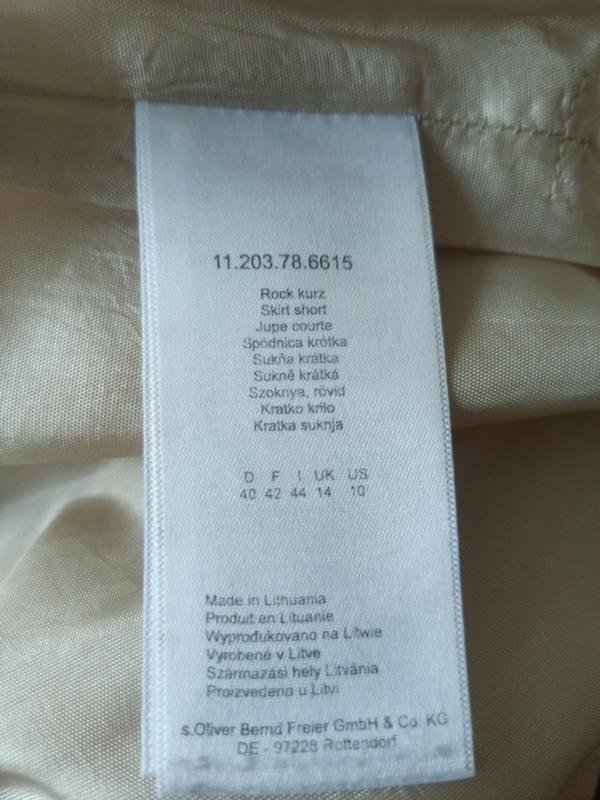 11.203.78.6615
Rock kurz
Skirt short
Jupe courte
Spódnica krótka
Sukňa krátka
Sukně krátká
Szoknya, rövid
Kratko krilo
Kratka suknja
D F I UK US
40 42 44 14 10
Made in Lithuania
Produit en Lituanie
Wyprodukowano na Litwie
Vyrobené v Litve
Származási hely Litvánia
Proizvedeno u Litvi
s.Oliver Bernd Freier GmbH & Co. KG
DE - 97228 Rottendorf